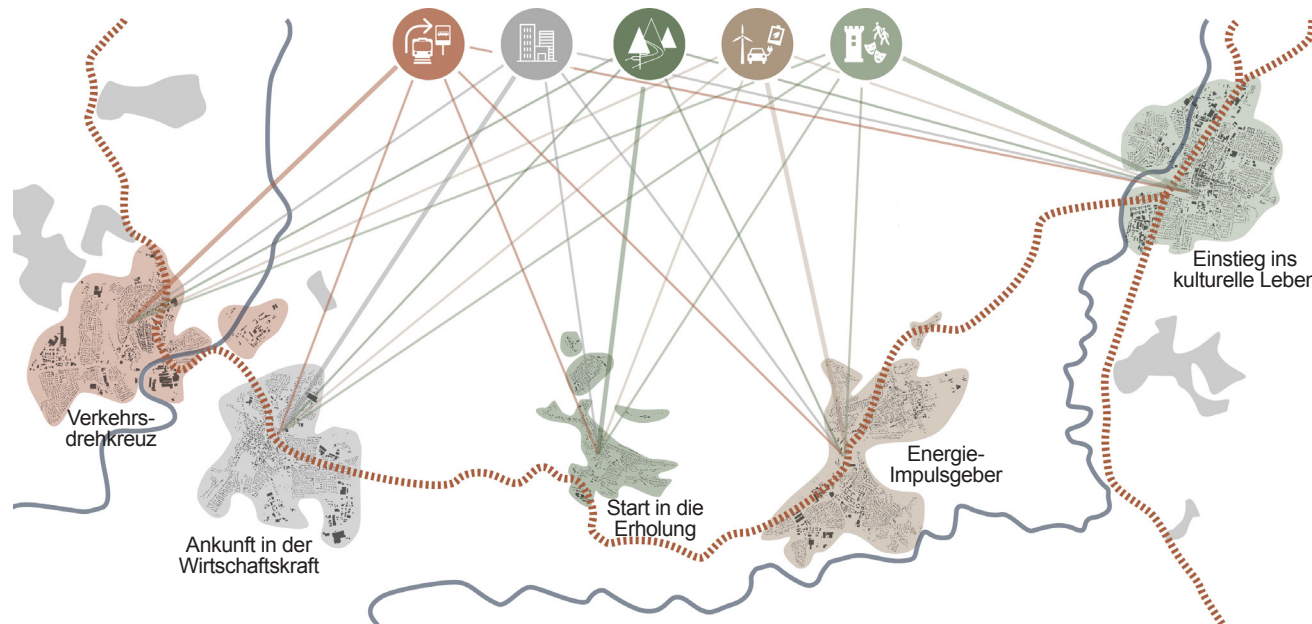 Einstieg ins
kulturelle Leben
Verkehrs-
drehkreuz
Energie-
Impulsgeber
Start in die
Erholung
Ankunft in der
Wirtschaftskraft